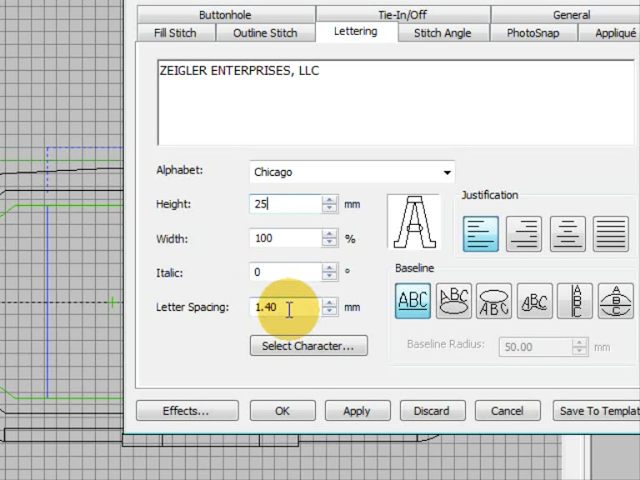 Buttonhole Tie-In/Off General
Fill Stitch Outline Stitch Lettering Stitch Angle PhotoSnap Appliqué
ZEIGLER ENTERPRISES, LLC
Alphabet: Chicago
Height: 25 mm
Justification
Width: 100 %
Italic: 0 °
Baseline
ABC ABC ABC ABC ABC ABC
Letter Spacing: 1.40 mm
Select Character...
Baseline Radius: 50.00 mm
Effects... OK Apply Discard Cancel Save To Templat